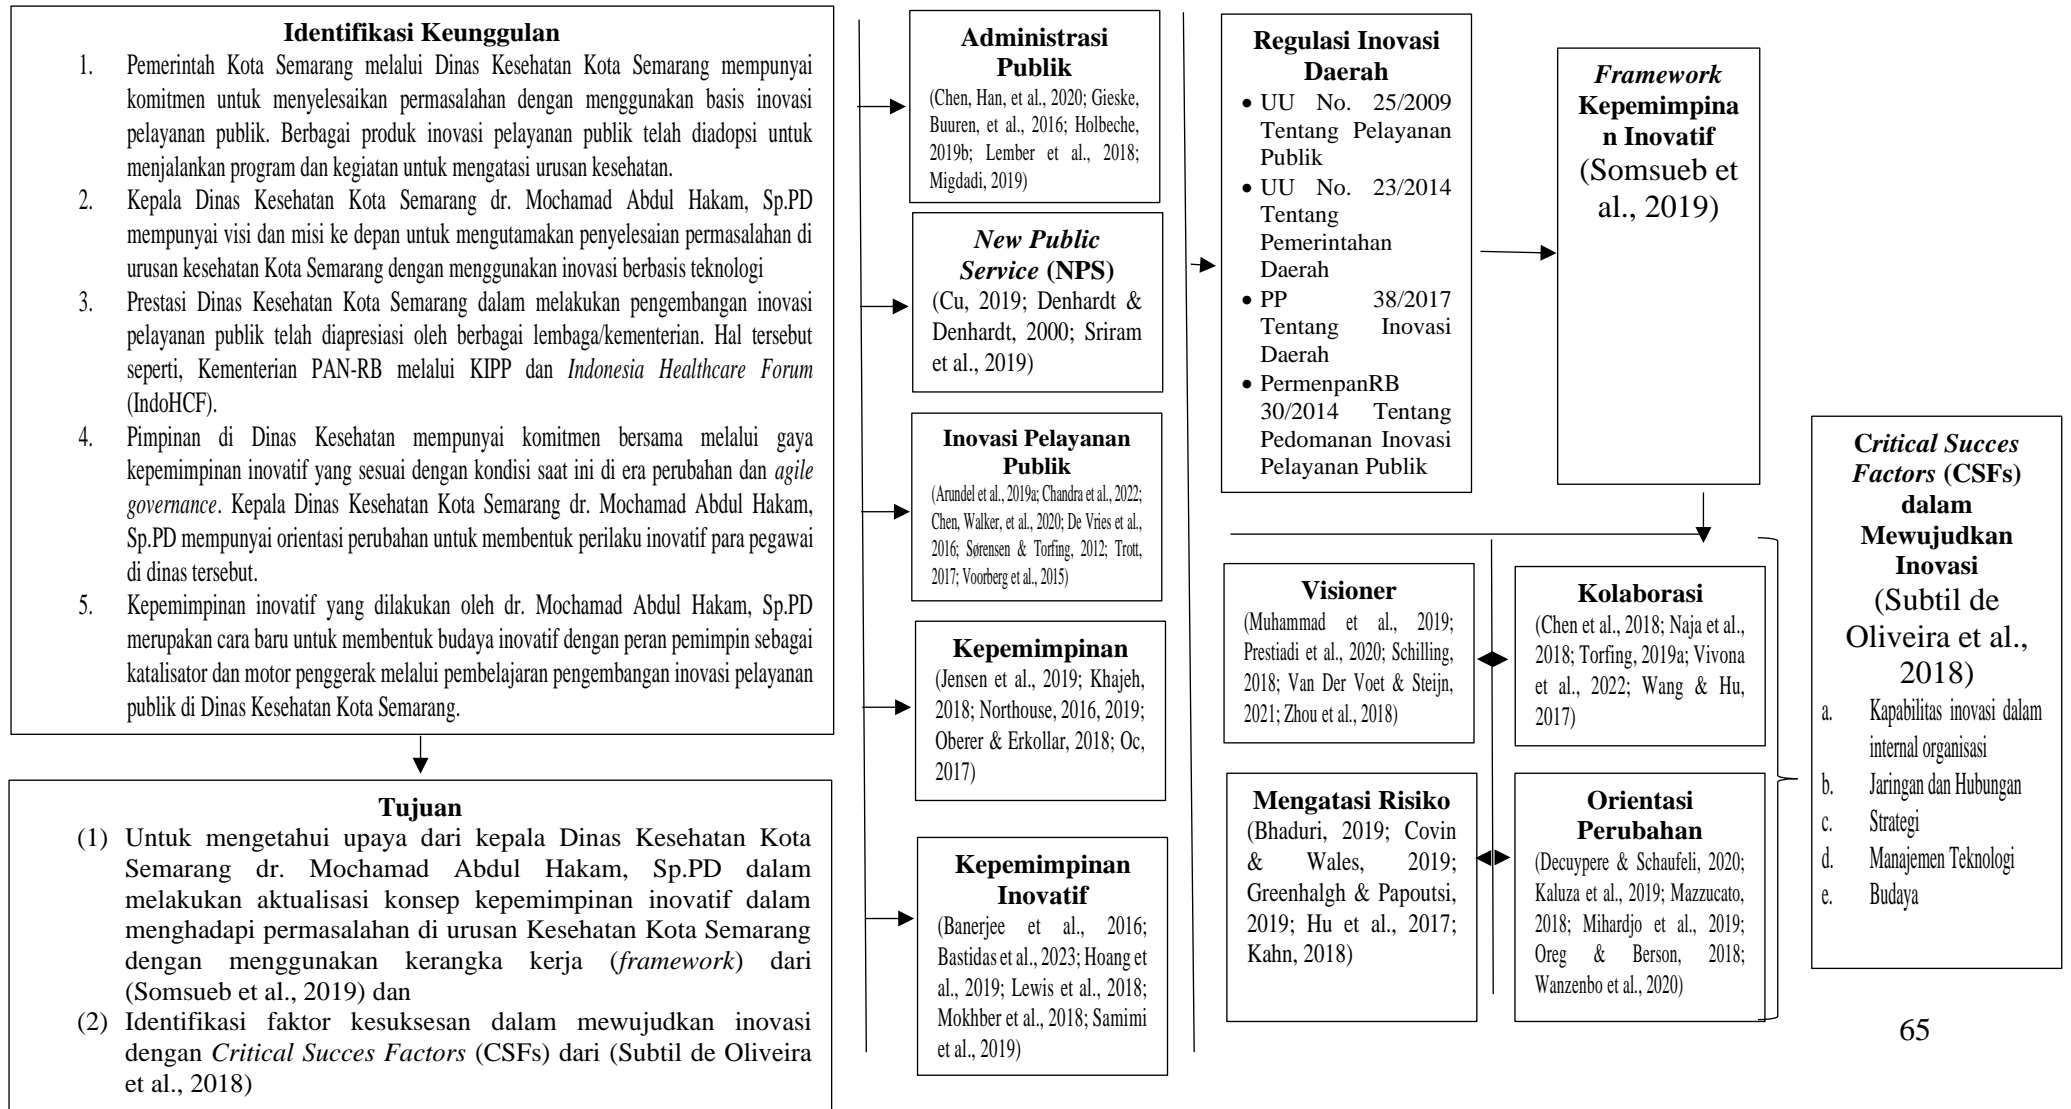 Identifikasi Keunggulan
1. Pemerintah Kota Semarang melalui Dinas Kesehatan Kota Semarang mempunyai
komitmen untuk menyelesaikan permasalahan dengan menggunakan basis inovasi
pelayanan publik. Berbagai produk inovasi pelayanan publik telah diadopsi untuk
menjalankan program dan kegiatan untuk mengatasi urusan kesehatan.
2. Kepala Dinas Kesehatan Kota Semarang dr. Mochamad Abdul Hakam, Sp.PD
mempunyai visi dan misi ke depan untuk mengutamakan penyelesaian permasalahan di
urusan kesehatan Kota Semarang dengan menggunakan inovasi berbasis teknologi
3. Prestasi Dinas Kesehatan Kota Semarang dalam melakukan pengembangan inovasi
pelayanan publik telah diapresiasi oleh berbagai lembaga/kementerian. Hal tersebut
seperti, Kementerian PAN-RB melalui KIPP dan Indonesia Healthcare Forum
(IndoHCF).
4. Pimpinan di Dinas Kesehatan mempunyai komitmen bersama melalui gaya
kepemimpinan inovatif yang sesuai dengan kondisi saat ini di era perubahan dan agile
governance. Kepala Dinas Kesehatan Kota Semarang dr. Mochamad Abdul Hakam,
Sp.PD mempunyai orientasi perubahan untuk membentuk perilaku inovatif para pegawai
di dinas tersebut.
5. Kepemimpinan inovatif yang dilakukan oleh dr. Mochamad Abdul Hakam, Sp.PD
merupakan cara baru untuk membentuk budaya inovatif dengan peran pemimpin sebagai
katalisator dan motor penggerak melalui pembelajaran pengembangan inovasi pelayanan
publik di Dinas Kesehatan Kota Semarang.
Tujuan
(1) Untuk mengetahui upaya dari kepala Dinas Kesehatan Kota
Semarang dr. Mochamad Abdul Hakam, Sp.PD dalam
melakukan aktualisasi konsep kepemimpinan inovatif dalam
menghadapi permasalahan di urusan Kesehatan Kota Semarang
dengan menggunakan kerangka kerja (framework) dari
(Somsueb et al., 2019) dan
(2) Identifikasi faktor kesuksesan dalam mewujudkan inovasi
dengan Critical Succes Factors (CSFs) dari (Subtil de Oliveira
et al., 2018)
Administrasi
Publik
(Chen, Han, et al., 2020; Gieske,
Buuren, et al., 2016; Holbeche,
2019b; Lember et al., 2018;
Migdadi, 2019)
New Public
Service (NPS)
(Cu, 2019; Denhardt &
Denhardt, 2000; Sriram
et al., 2019)
Inovasi Pelayanan
Publik
(Arundel et al., 2019a; Chandra et al., 2022;
Chen, Walker, et al., 2020; De Vries et al.,
2016; Sørensen & Torfing, 2012; Trott,
2017; Voorberg et al., 2015)
Kepemimpinan
(Jensen et al., 2019; Khajeh,
2018; Northouse, 2016, 2019;
Oberer & Erkollar, 2018; Oc,
2017)
Kepemimpinan
Inovatif
(Banerjee et al., 2016;
Bastidas et al., 2023; Hoang et
al., 2019; Lewis et al., 2018;
Mokhber et al., 2018; Samimi
et al., 2019)
Regulasi Inovasi
Daerah
• UU No. 25/2009
Tentang Pelayanan
Publik
• UU No. 23/2014
Tentang
Pemerintahan
Daerah
• PP 38/2017
Tentang Inovasi
Daerah
• PermenpanRB
30/2014 Tentang
Pedomanan Inovasi
Pelayanan Publik
Framework
Kepemimpina
n Inovatif
(Somsueb et
al., 2019)
Visioner
(Muhammad et al., 2019;
Prestiadi et al., 2020; Schilling,
2018; Van Der Voet & Steijn,
2021; Zhou et al., 2018)
Kolaborasi
(Chen et al., 2018; Naja et al.,
2018; Torfing, 2019a; Vivona
et al., 2022; Wang & Hu,
2017)
Mengatasi Risiko
(Bhaduri, 2019; Covin
& Wales, 2019;
Greenhalgh & Papoutsi,
2019; Hu et al., 2017;
Kahn, 2018)
Orientasi
Perubahan
(Decuypere & Schaufeli, 2020;
Kaluza et al., 2019; Mazzucato,
2018; Mihardjo et al., 2019;
Oreg & Berson, 2018;
Wanzenbo et al., 2020)
Critical Succes
Factors (CSFs)
dalam
Mewujudkan
Inovasi
(Subtil de
Oliveira et al.,
2018)
a. Kapabilitas inovasi dalam
internal organisasi
b. Jaringan dan Hubungan
c. Strategi
d. Manajemen Teknologi
e. Budaya
65